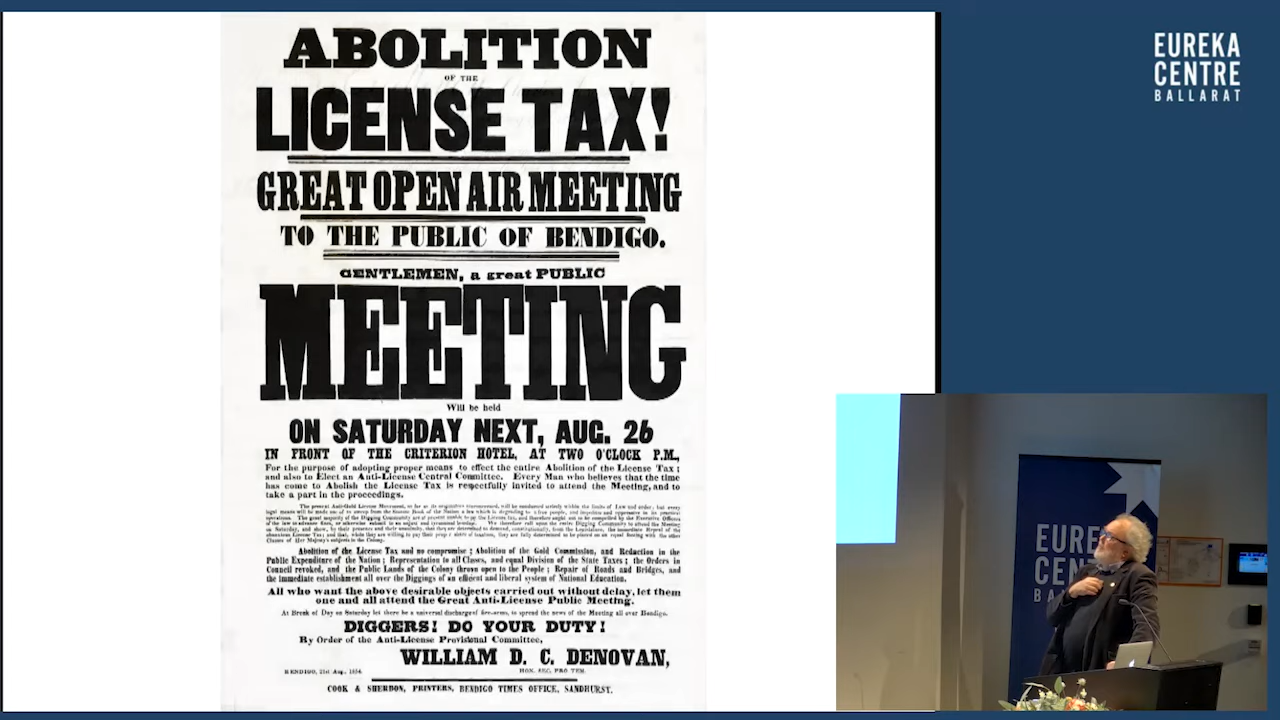 ABOLITION
OF THE
LICENSE TAX!
GREAT OPEN AIR MEETING
TO THE PUBLIC OF BENDIGO.
GENTLEMEN, a great PUBLIC
MEETING
Will be held
ON SATURDAY NEXT, AUG. 26
IN FRONT OF THE CRITERION HOTEL, AT TWO O'CLOCK P.M.,
For the purpose of adopting proper means to effect the entire Abolition of the License Tax;
and also to Elect an Anti-License Central Committee. Every Man who believes that the time
has come to Abolish the License Tax is respectfully invited to attend the Meeting, and to
take a part in the proceedings.
Abolition of the License Tax and no compromise; Abolition of the Gold Commission, and Reduction in the
Public Expenditure of the Nation; Representation to all Classes, and equal Division of the State Taxes; the Orders in
Council revoked, and the Public Lands of the Colony thrown open to the People; Repair of Roads and Bridges, and
the immediate establishment all over the Diggings of an efficient and liberal system of National Education.
All who want the above desirable objects carried out without delay, let them
one and all attend the Great Anti-License Public Meeting.
At Break of Day on Saturday let there be a universal discharge of fire-arms, to spread the news of the Meeting all over Bendigo.
DIGGERS! DO YOUR DUTY!
By Order of the Anti-License Provisional Committee,
WILLIAM D. C. DENOVAN,
BENDIGO, 21st Aug., 1854.
HON. SEC. PRO TEM.
COOK & SHERBON, PRINTERS, BENDIGO TIMES OFFICE, SANDHURST.
EUREKA
CENTRE
BALLARAT
EURE
CEN
BA